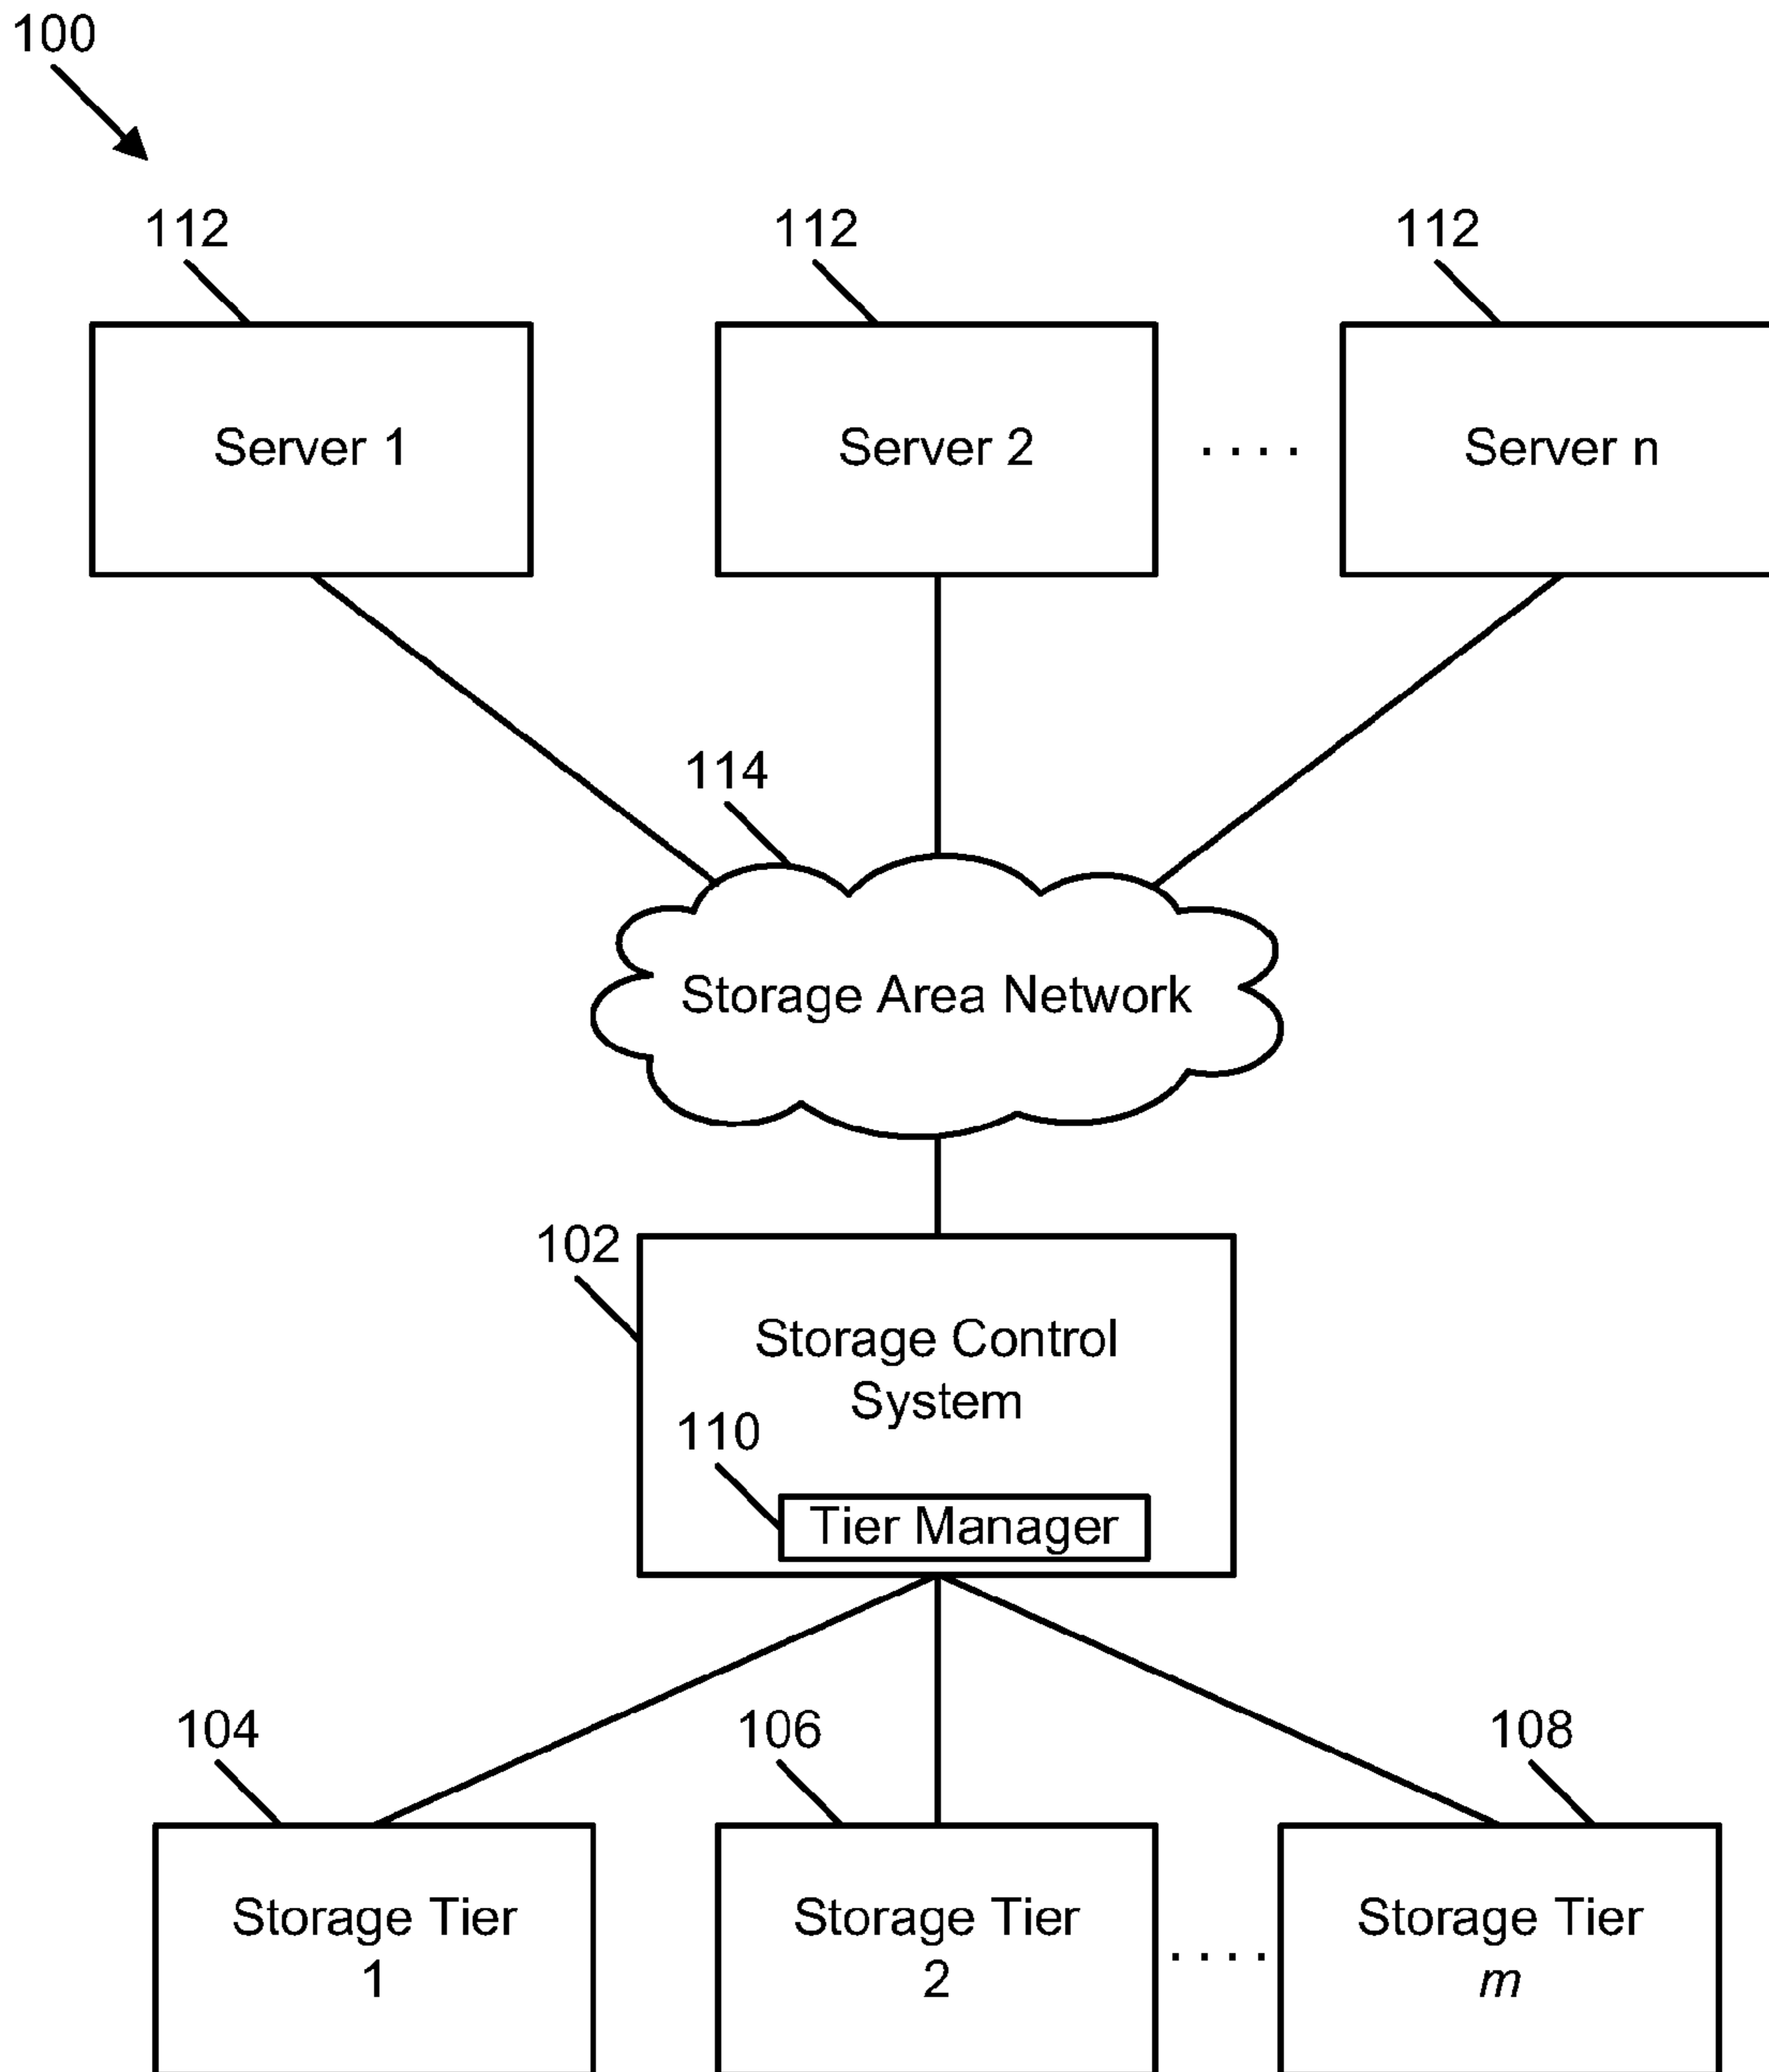 100
112
112
112
Server 1
Server 2
. . . .
Server n
114
Storage Area Network
102
Storage Control
System
110
Tier Manager
104
106
108
Storage Tier
1
Storage Tier
2
. . . .
Storage Tier
m